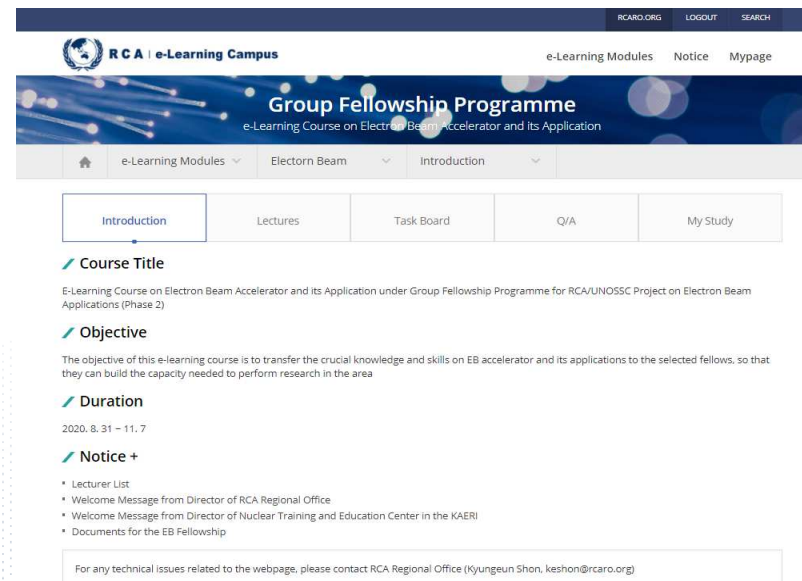 RCARO.ORG LOGOUT SEARCH
R C A | e-Learning Campus
e-Learning Modules Notice Mypage
Group Fellowship Programme
e-Learning Course on Electron Beam Accelerator and its Application
e-Learning Modules Electorn Beam Introduction
Introduction Lectures Task Board Q/A My Study
Course Title
E-Learning Course on Electron Beam Accelerator and its Application under Group Fellowship Programme for RCA/UNOSSC Project on Electron Beam
Applications (Phase 2)
Objective
The objective of this e-learning course is to transfer the crucial knowledge and skills on EB accelerator and its applications to the selected fellows, so that
they can build the capacity needed to perform research in the area
Duration
2020. 8. 31 ~ 11. 7
Notice +
Lecturer List
Welcome Message from Director of RCA Regional Office
Welcome Message from Director of Nuclear Training and Education Center in the KAERI
Documents for the EB Fellowship
For any technical issues related to the webpage, please contact RCA Regional Office (Kyungeun Shon, keshon@rcaro.org)